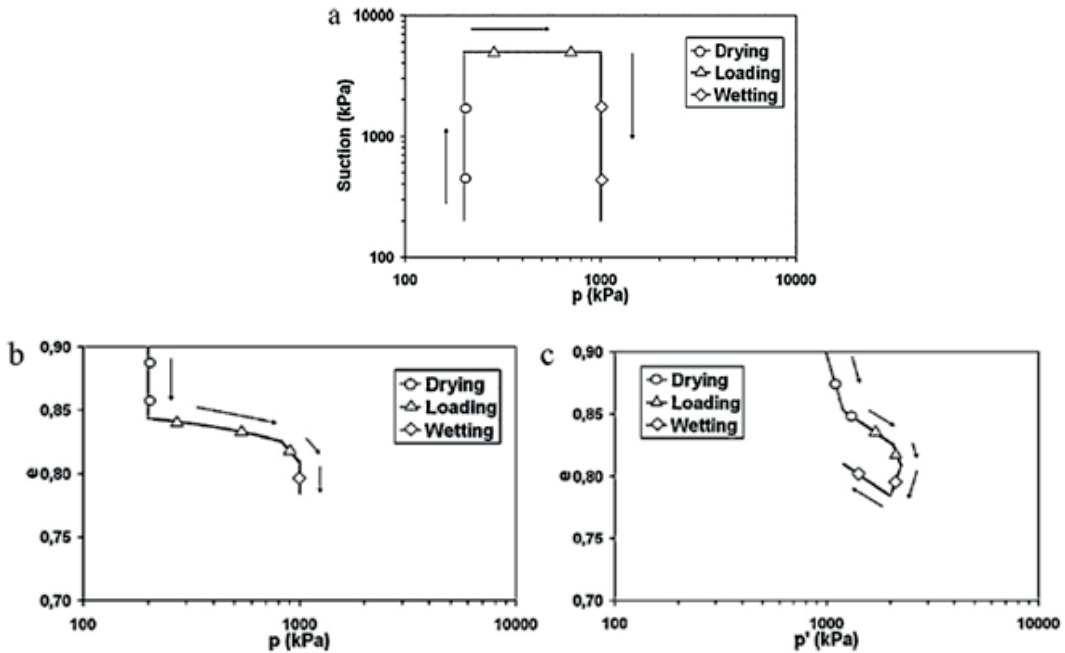 a
10000
1000
100
Suction (kPa)
Drying
Loading
Wetting
100
1000
10000
p (kPa)
b
0,90
0,85
0,80
0,75
0,70
e
Drying
Loading
Wetting
100
1000
10000
p (kPa)
c
0,90
0,85
0,80
0,75
0,70
e
Drying
Loading
Wetting
100
1000
10000
p' (kPa)